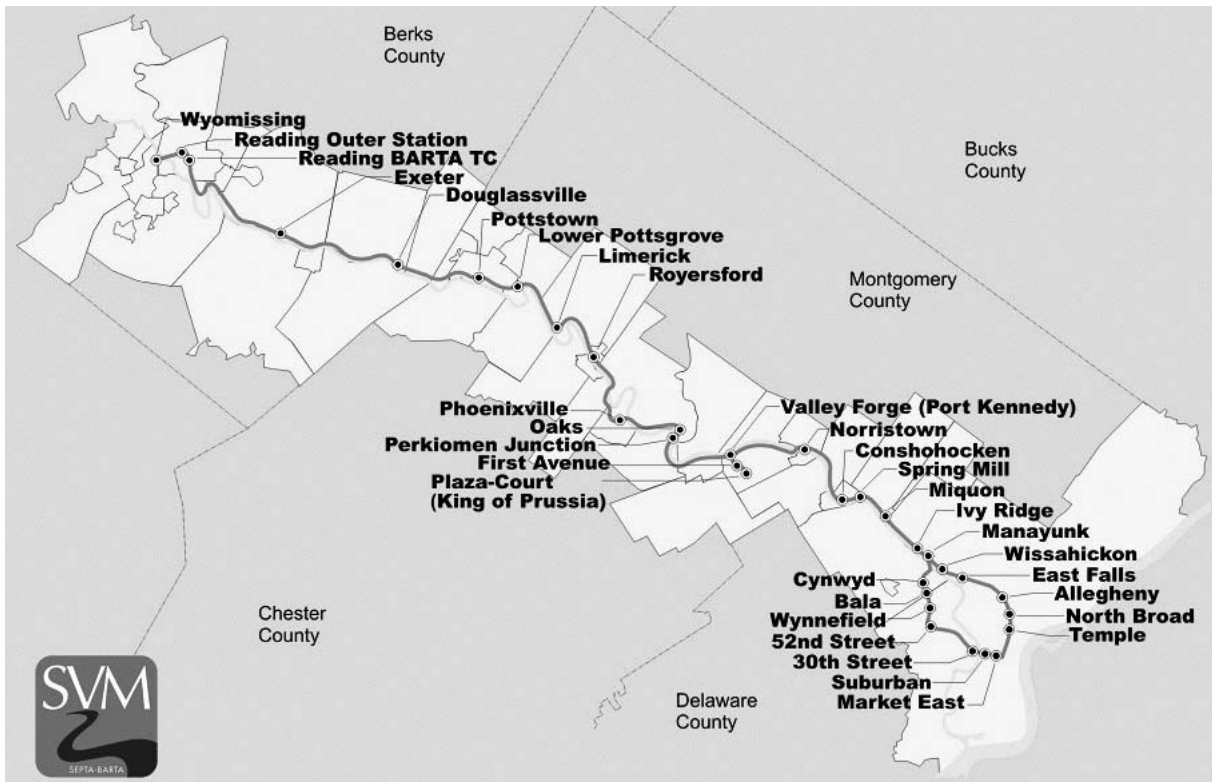 Berks
County
Wyomissing
Reading Outer Station
Reading BARTA TC
Exeter
Douglassville
Pottstown
Lower Pottsgrove
Limerick
Royersford
Bucks
County
Montgomery
County
Phoenixville
Oaks
Perkiomen Junction
First Avenue
Plaza-Court
(King of Prussia)
Valley Forge (Port Kennedy)
Norristown
Conshohocken
Spring Mill
Miquon
Ivy Ridge
Manayunk
Wissahickon
East Falls
Allegheny
North Broad
Temple
Cynwyd
Bala
Wynnefield
52nd Street
30th Street
Suburban
Market East
Chester
County
Delaware
County
SVM
SEPTA-BARTA